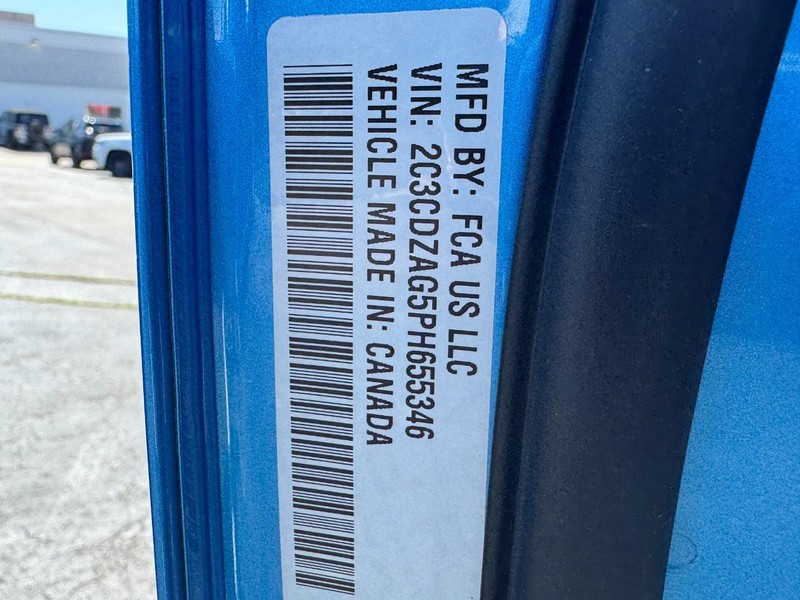 MFD BY: FCA US LLC
VIN: 2C3CDZAG5PH655346
VEHICLE MADE IN: CANADA